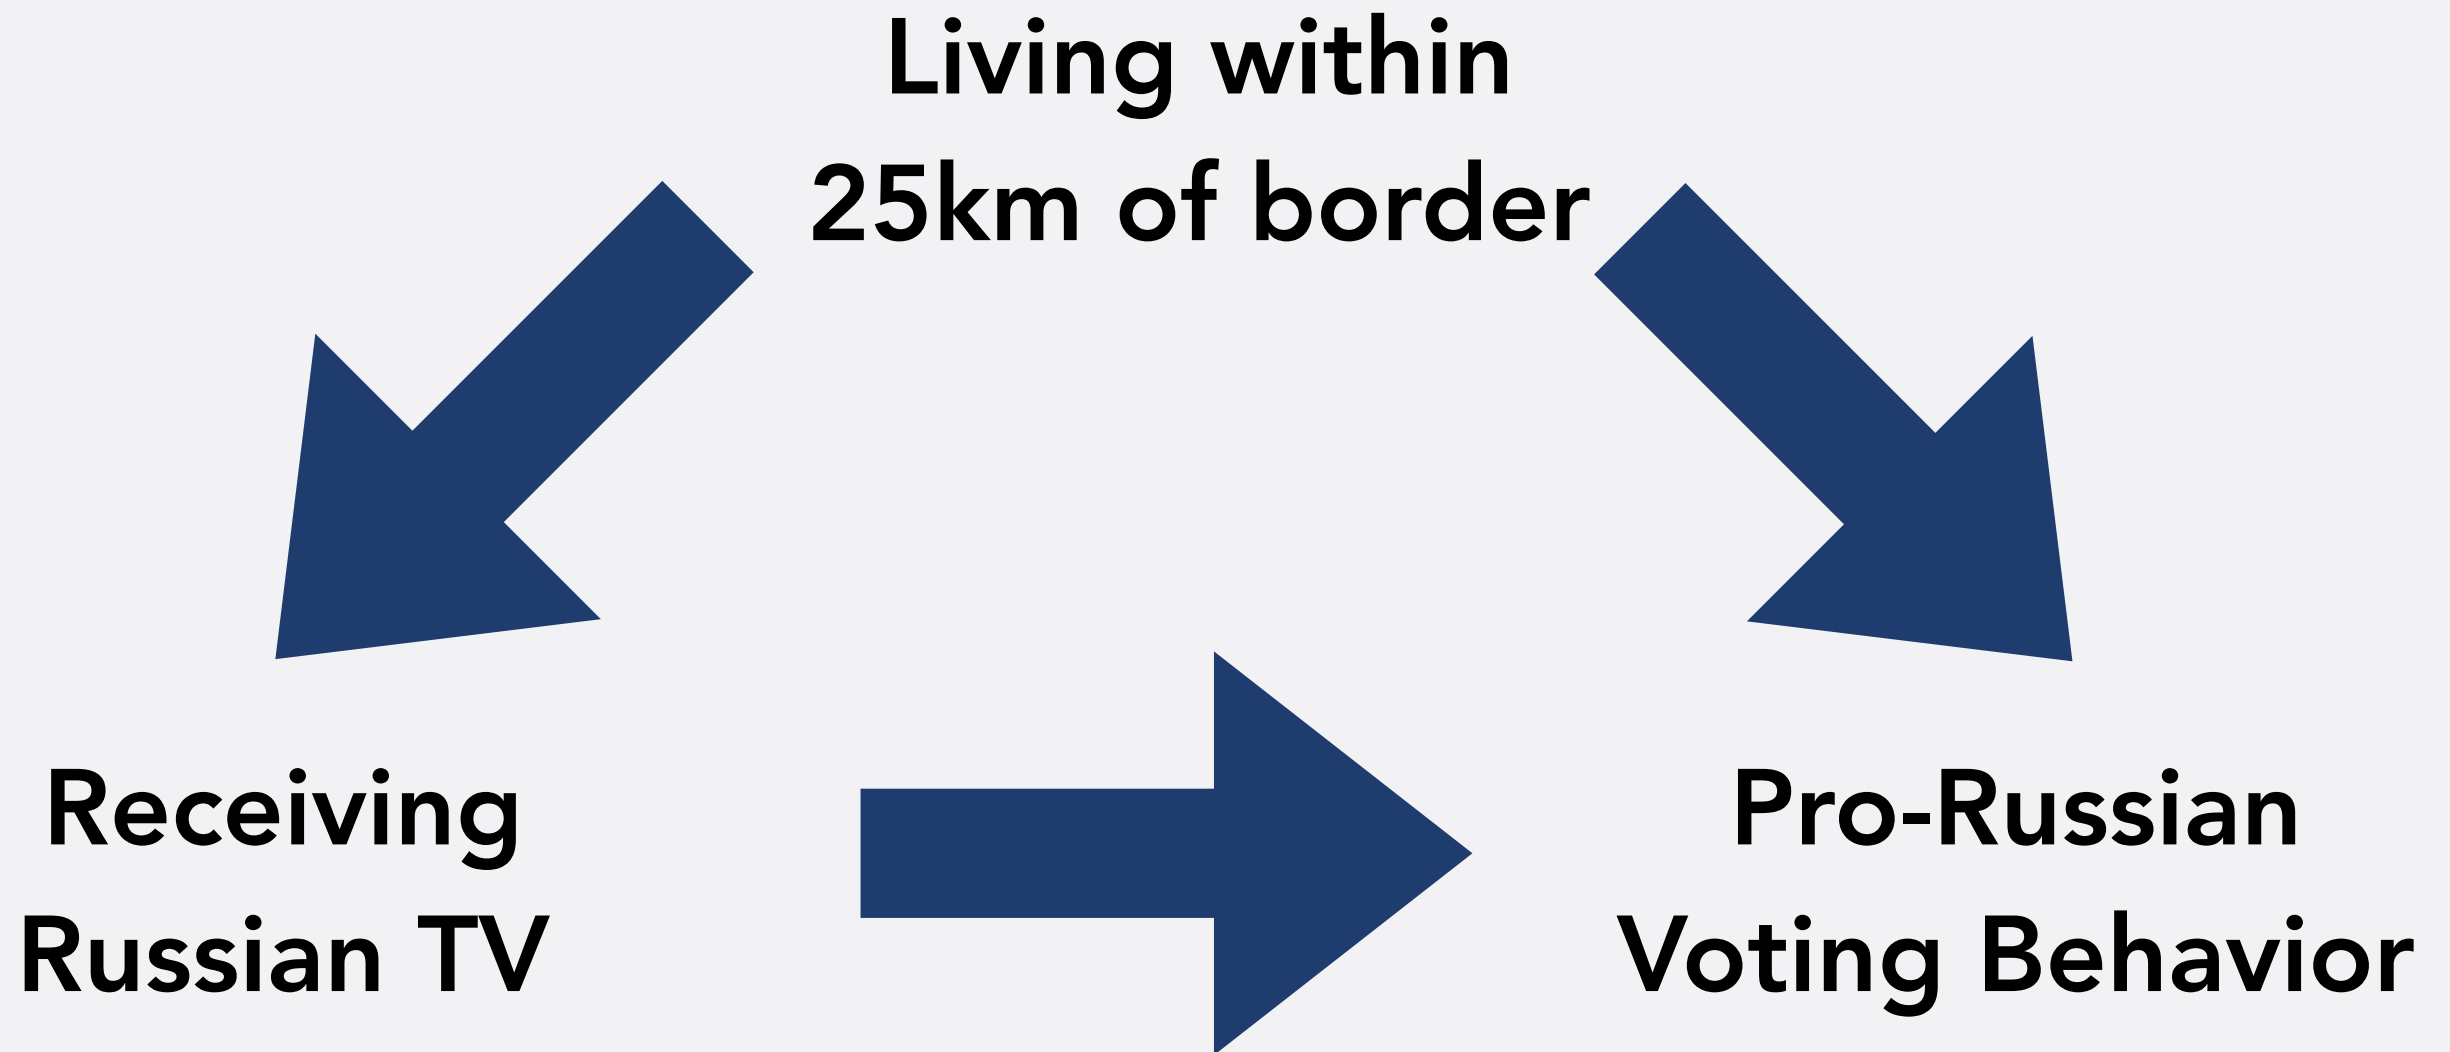 Living within
25km of border
Receiving
Russian TV
Pro-Russian
Voting Behavior